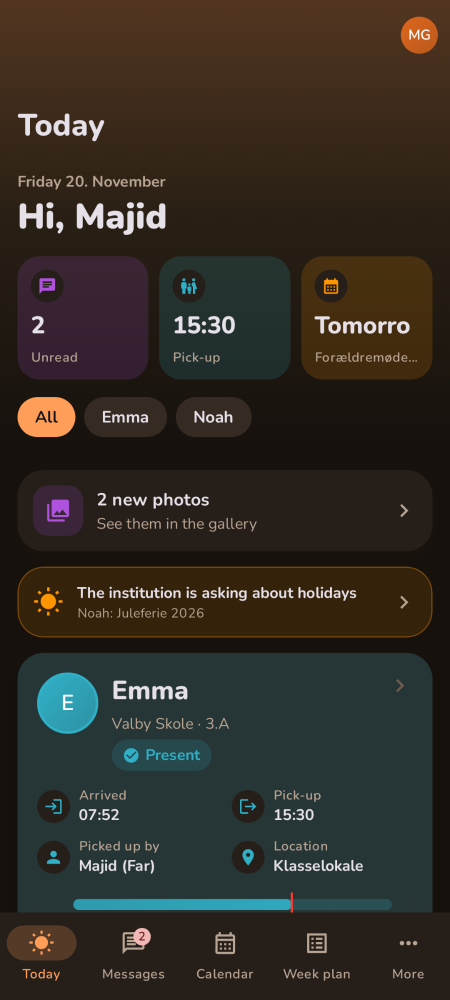 MG
Today
Friday 20. November
Hi, Majid
2
Unread
15:30
Pick-up
Tomorro
Forældremøde...
All
Emma
Noah
2 new photos
See them in the gallery
The institution is asking about holidays
Noah: Juleferie 2026
E
Emma
Valby Skole · 3.A
Present
Arrived
07:52
Pick-up
15:30
Picked up by
Majid (Far)
Location
Klasselokale
2
Today
Messages
Calendar
Week plan
More